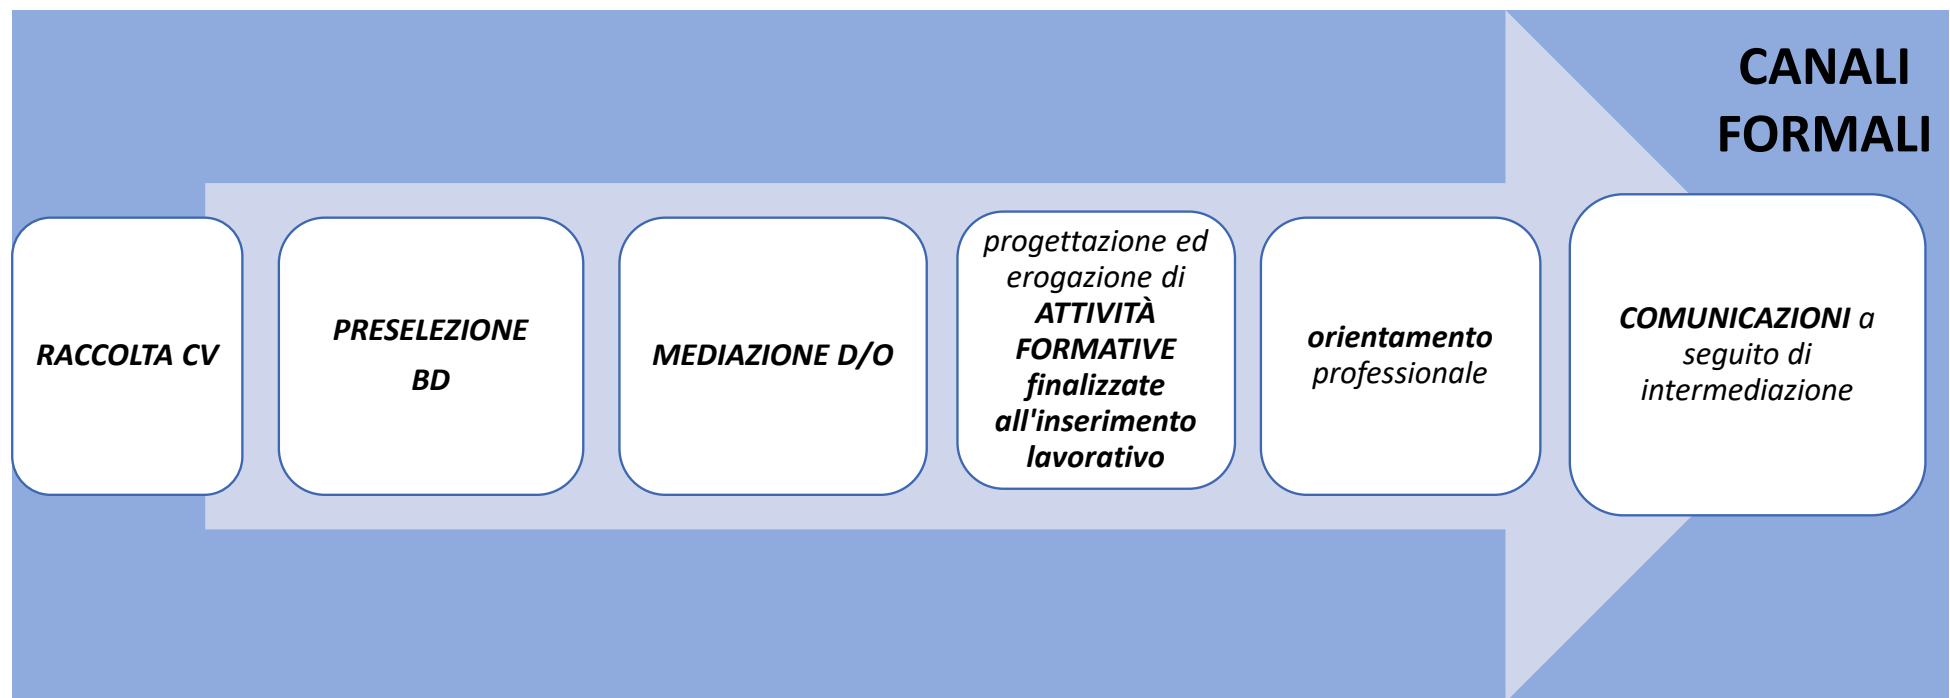 CANALI
FORMALI
RACCOLTA CV
PRESELEZIONE
BD
MEDIAZIONE D/O
progettazione ed
erogazione di
ATTIVITÀ
FORMATIVE
finalizzate
all'inserimento
lavorativo
orientamento
professionale
COMUNICAZIONI a
seguito di
intermediazione